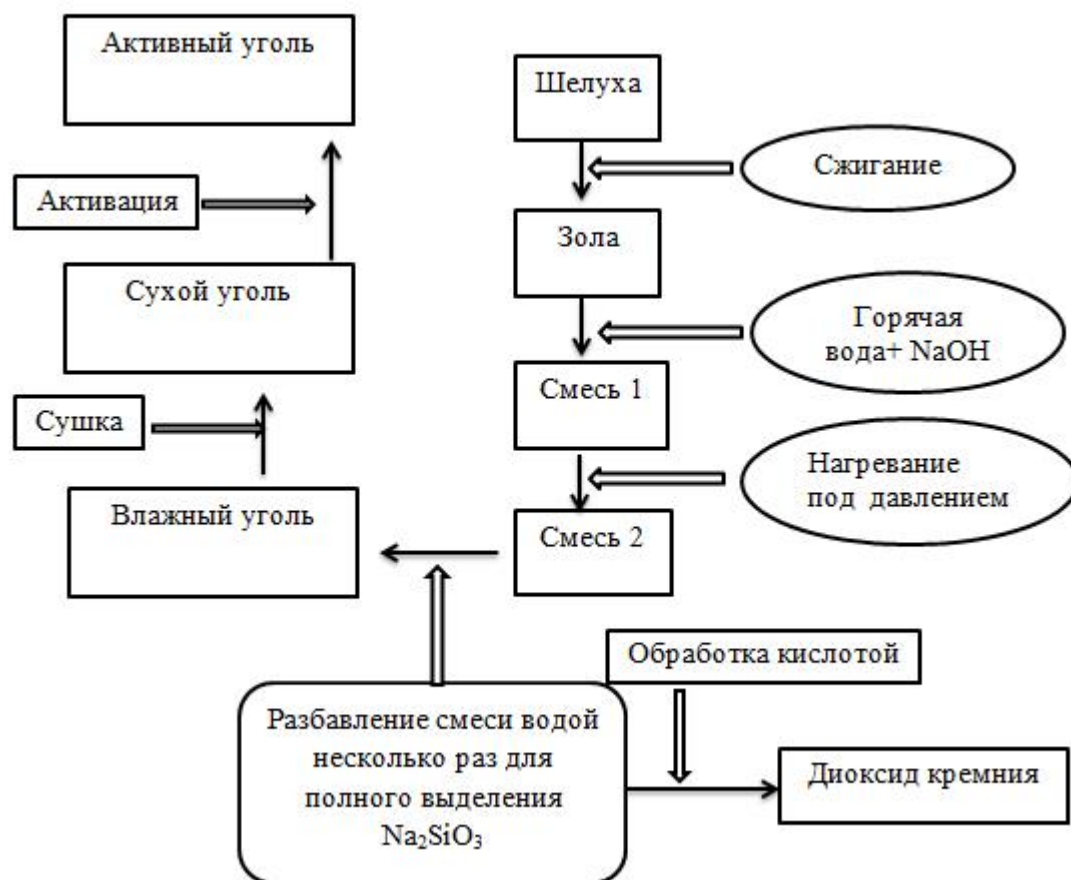 Активный уголь
Шелуха
Сжигание
Активация
Зола
Сухой уголь
Горячая
вода+ NaOH
Смесь 1
Сушка
Нагревание
под давлением
Влажный уголь
Смесь 2
Обработка кислотой
Разбавление смеси водой
несколько раз для
полного выделения
Na₂SiO₃
Диоксид кремния